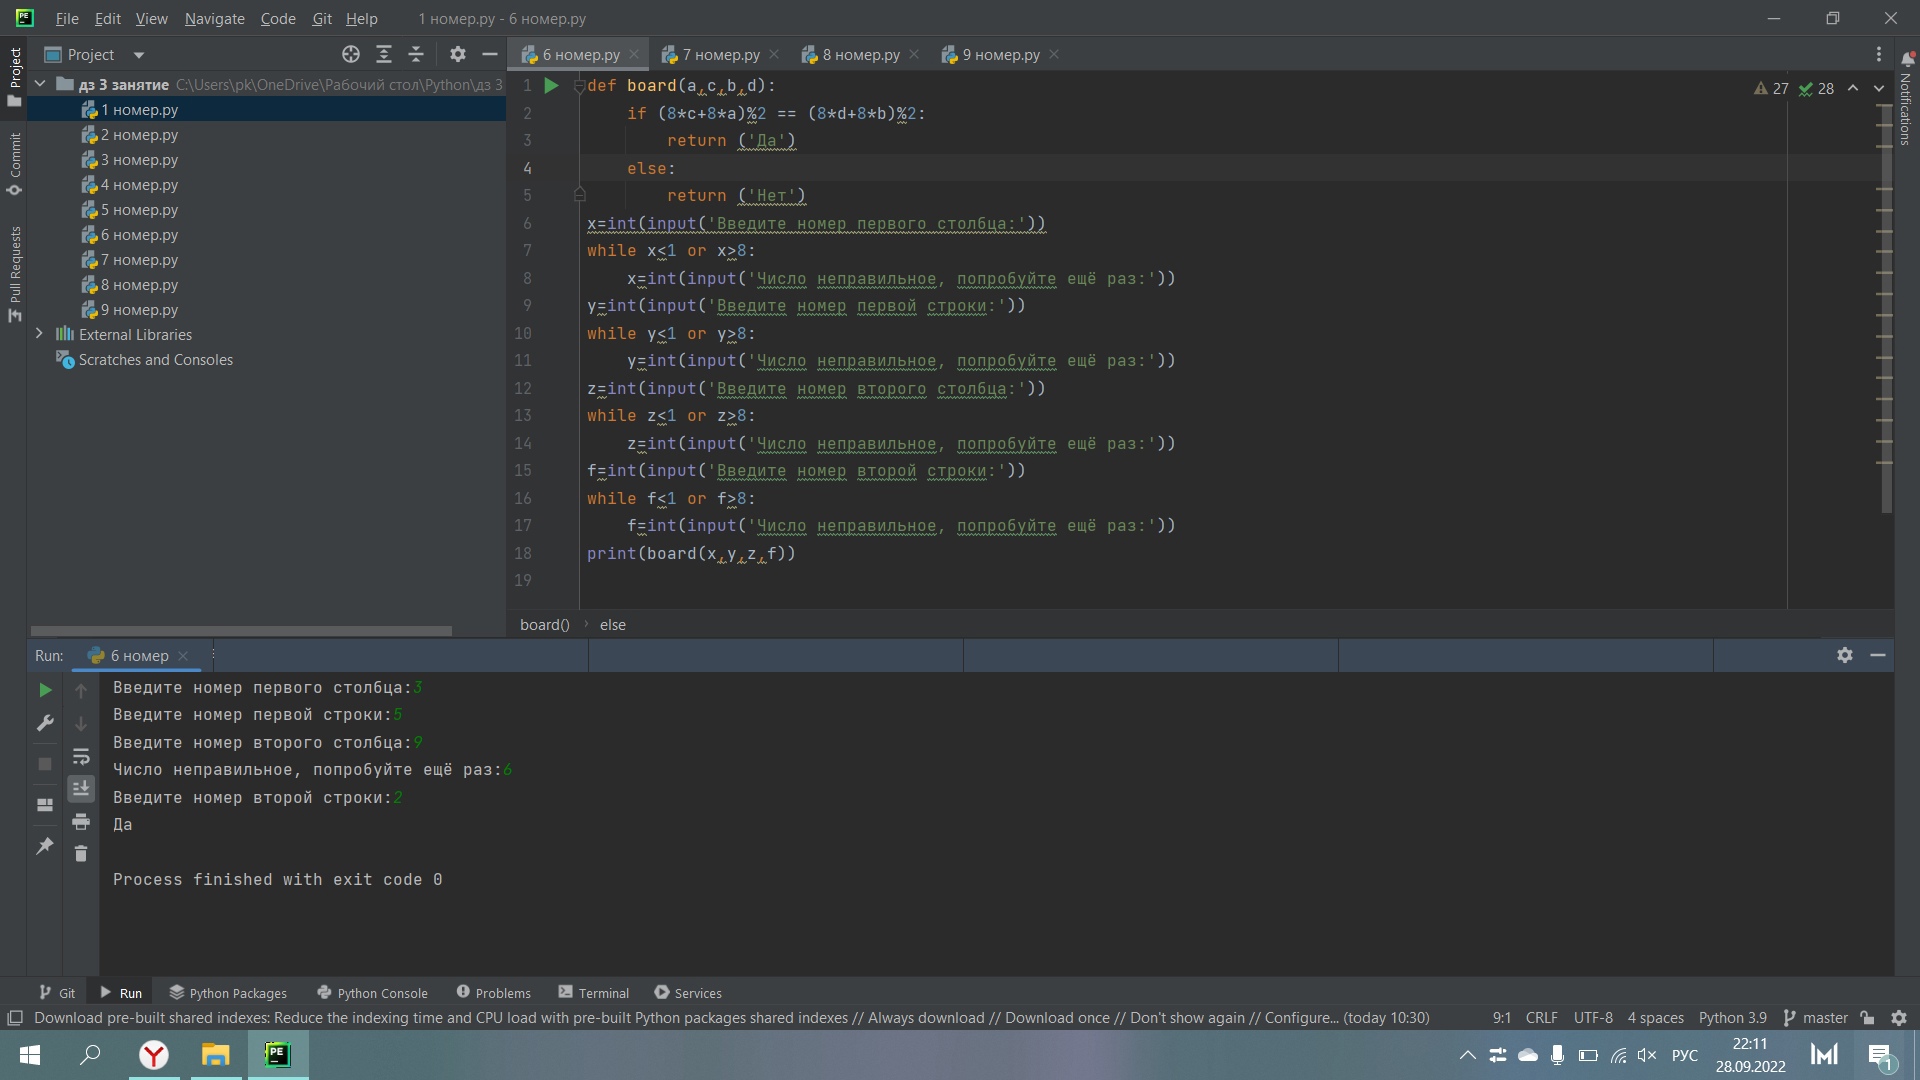 File Edit View Navigate Code Git Help 1 номер.py - 6 номер.py
Project
дз 3 занятие C:\Users\pk\OneDrive\Рабочий стол\Python\дз 3
1 номер.py
2 номер.py
3 номер.py
4 номер.py
5 номер.py
6 номер.py
7 номер.py
8 номер.py
9 номер.py
External Libraries
Scratches and Consoles
Project
Commit
Pull Requests
6 номер.py 7 номер.py 8 номер.py 9 номер.py
Notifications
27 28
1 def board(a,c,b,d):
2 if (8*c+8*a)%2 == (8*d+8*b)%2:
3 return ('Да')
4 else:
5 return ('Нет')
6 x=int(input('Введите номер первого столбца:'))
7 while x<1 or x>8:
8 x=int(input('Число неправильное, попробуйте ещё раз:'))
9 y=int(input('Введите номер первой строки:'))
10 while y<1 or y>8:
11 y=int(input('Число неправильное, попробуйте ещё раз:'))
12 z=int(input('Введите номер второго столбца:'))
13 while z<1 or z>8:
14 z=int(input('Число неправильное, попробуйте ещё раз:'))
15 f=int(input('Введите номер второй строки:'))
16 while f<1 or f>8:
17 f=int(input('Число неправильное, попробуйте ещё раз:'))
18 print(board(x,y,z,f))
19
board() › else
Run: 6 номер
Введите номер первого столбца:3
Введите номер первой строки:5
Введите номер второго столбца:9
Число неправильное, попробуйте ещё раз:6
Введите номер второй строки:2
Да
Process finished with exit code 0
Git Run Python Packages Python Console Problems Terminal Services
Download pre-built shared indexes: Reduce the indexing time and CPU load with pre-built Python packages shared indexes // Always download // Download once // Don't show again // Configure... (today 10:30) 9:1 CRLF UTF-8 4 spaces Python 3.9 master
РУС 22:11
28.09.2022
1